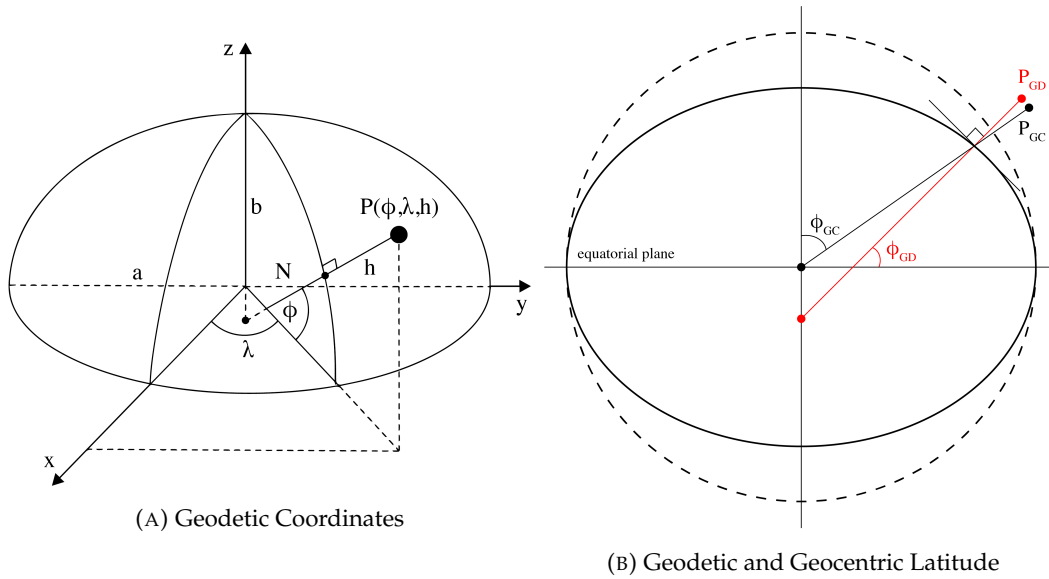 z
b
P(ϕ,λ,h)
a
N
h
y
ϕ
λ
x
(A) Geodetic Coordinates
P_GD
P_GC
ϕ_GC
equatorial plane
ϕ_GD
(B) Geodetic and Geocentric Latitude